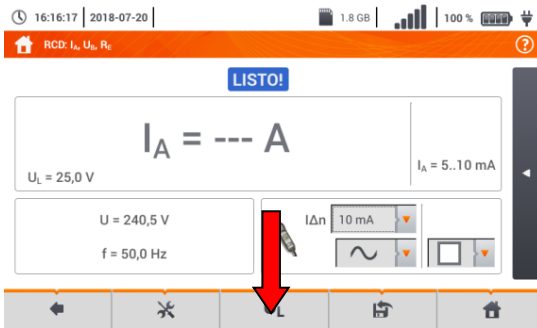 16:16:17 2018-07-20 1.8 GB 100 %
RCD: IA, UB, RE
LISTO!
IA = --- A
UL = 25,0 V
IA = 5..10 mA
U = 240,5 V
f = 50,0 Hz
IΔn 10 mA